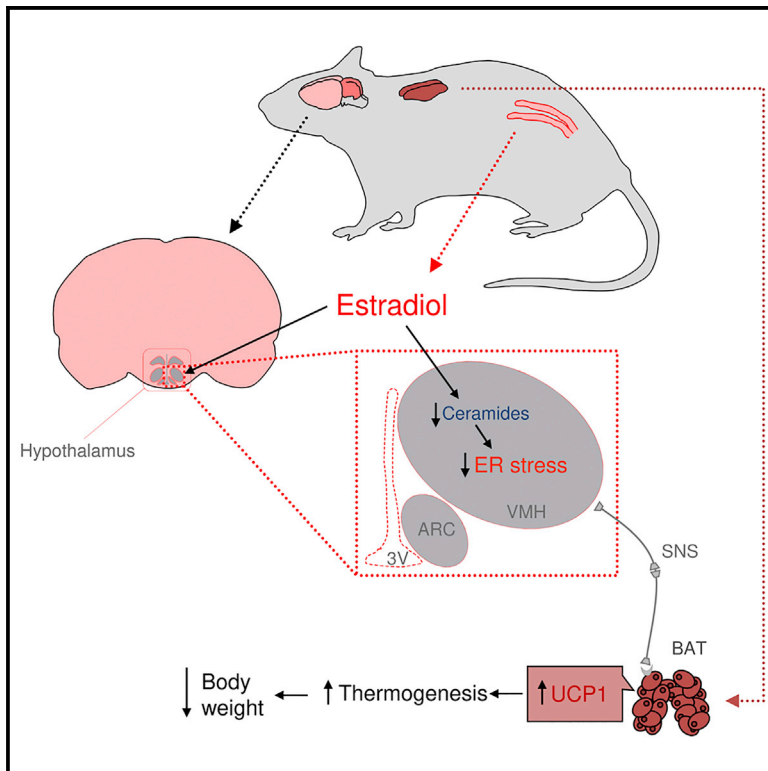 Estradiol
Hypothalamus
↓ Ceramides
↓ ER stress
VMH
ARC
3V
SNS
BAT
↑ UCP1
↑ Thermogenesis
↓ Body
weight